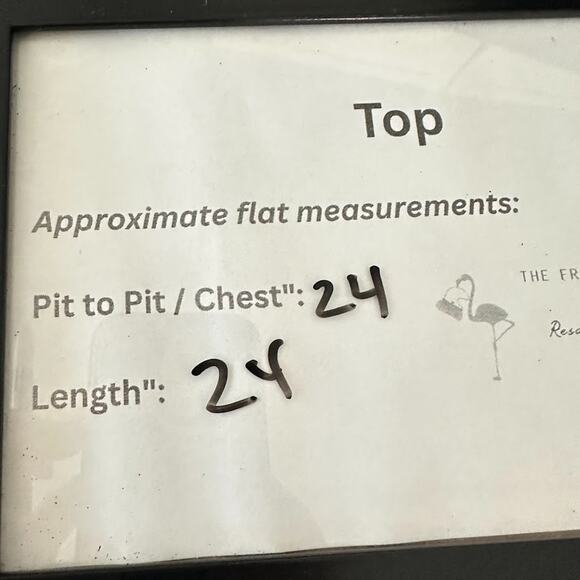 Top
Approximate flat measurements:
Pit to Pit / Chest": 24
THE FR
Length": 24